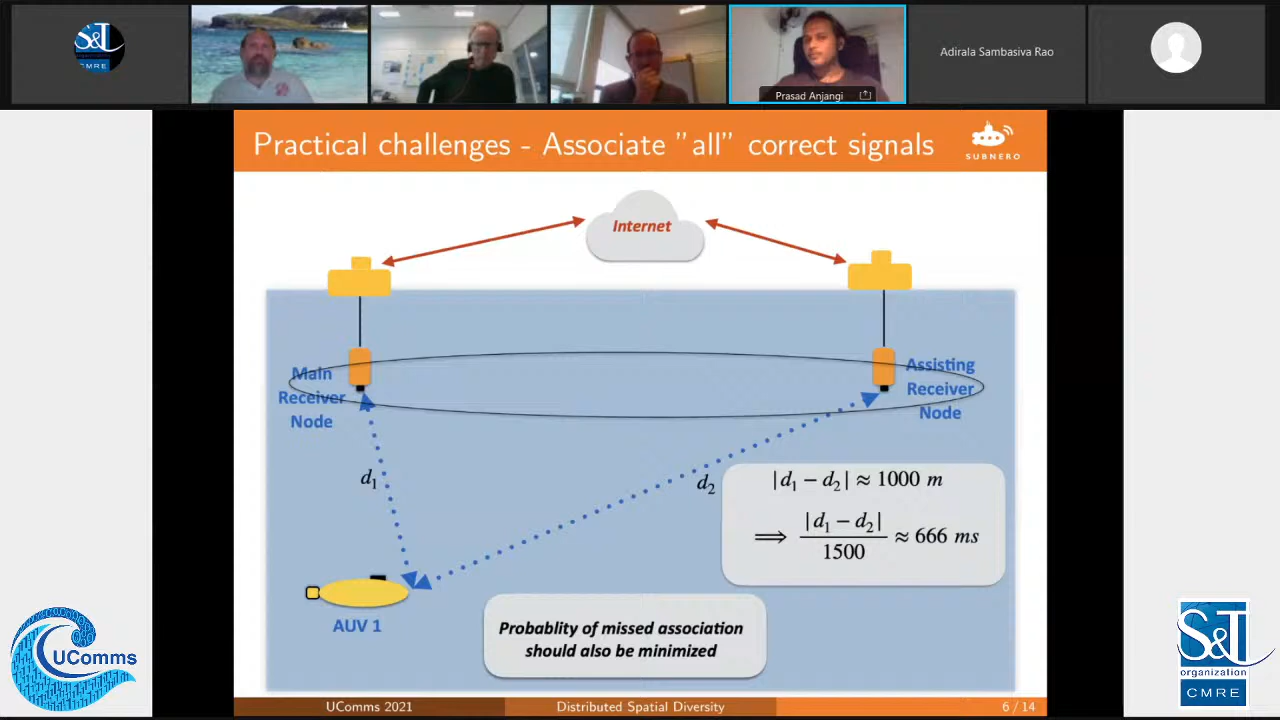 S&T
CMRE
Prasad Anjangi
Adirala Sambasiva Rao
Practical challenges - Associate "all" correct signals
SUBNERO
Internet
Main
Receiver
Node
Assisting
Receiver
Node
d1
d2
|d1 − d2| ≈ 1000 m
⟹ |d1 − d2| / 1500 ≈ 666 ms
AUV 1
Probablity of missed association
should also be minimized
UComms
S&T
organization
CMRE
UComms 2021
Distributed Spatial Diversity
6 / 14